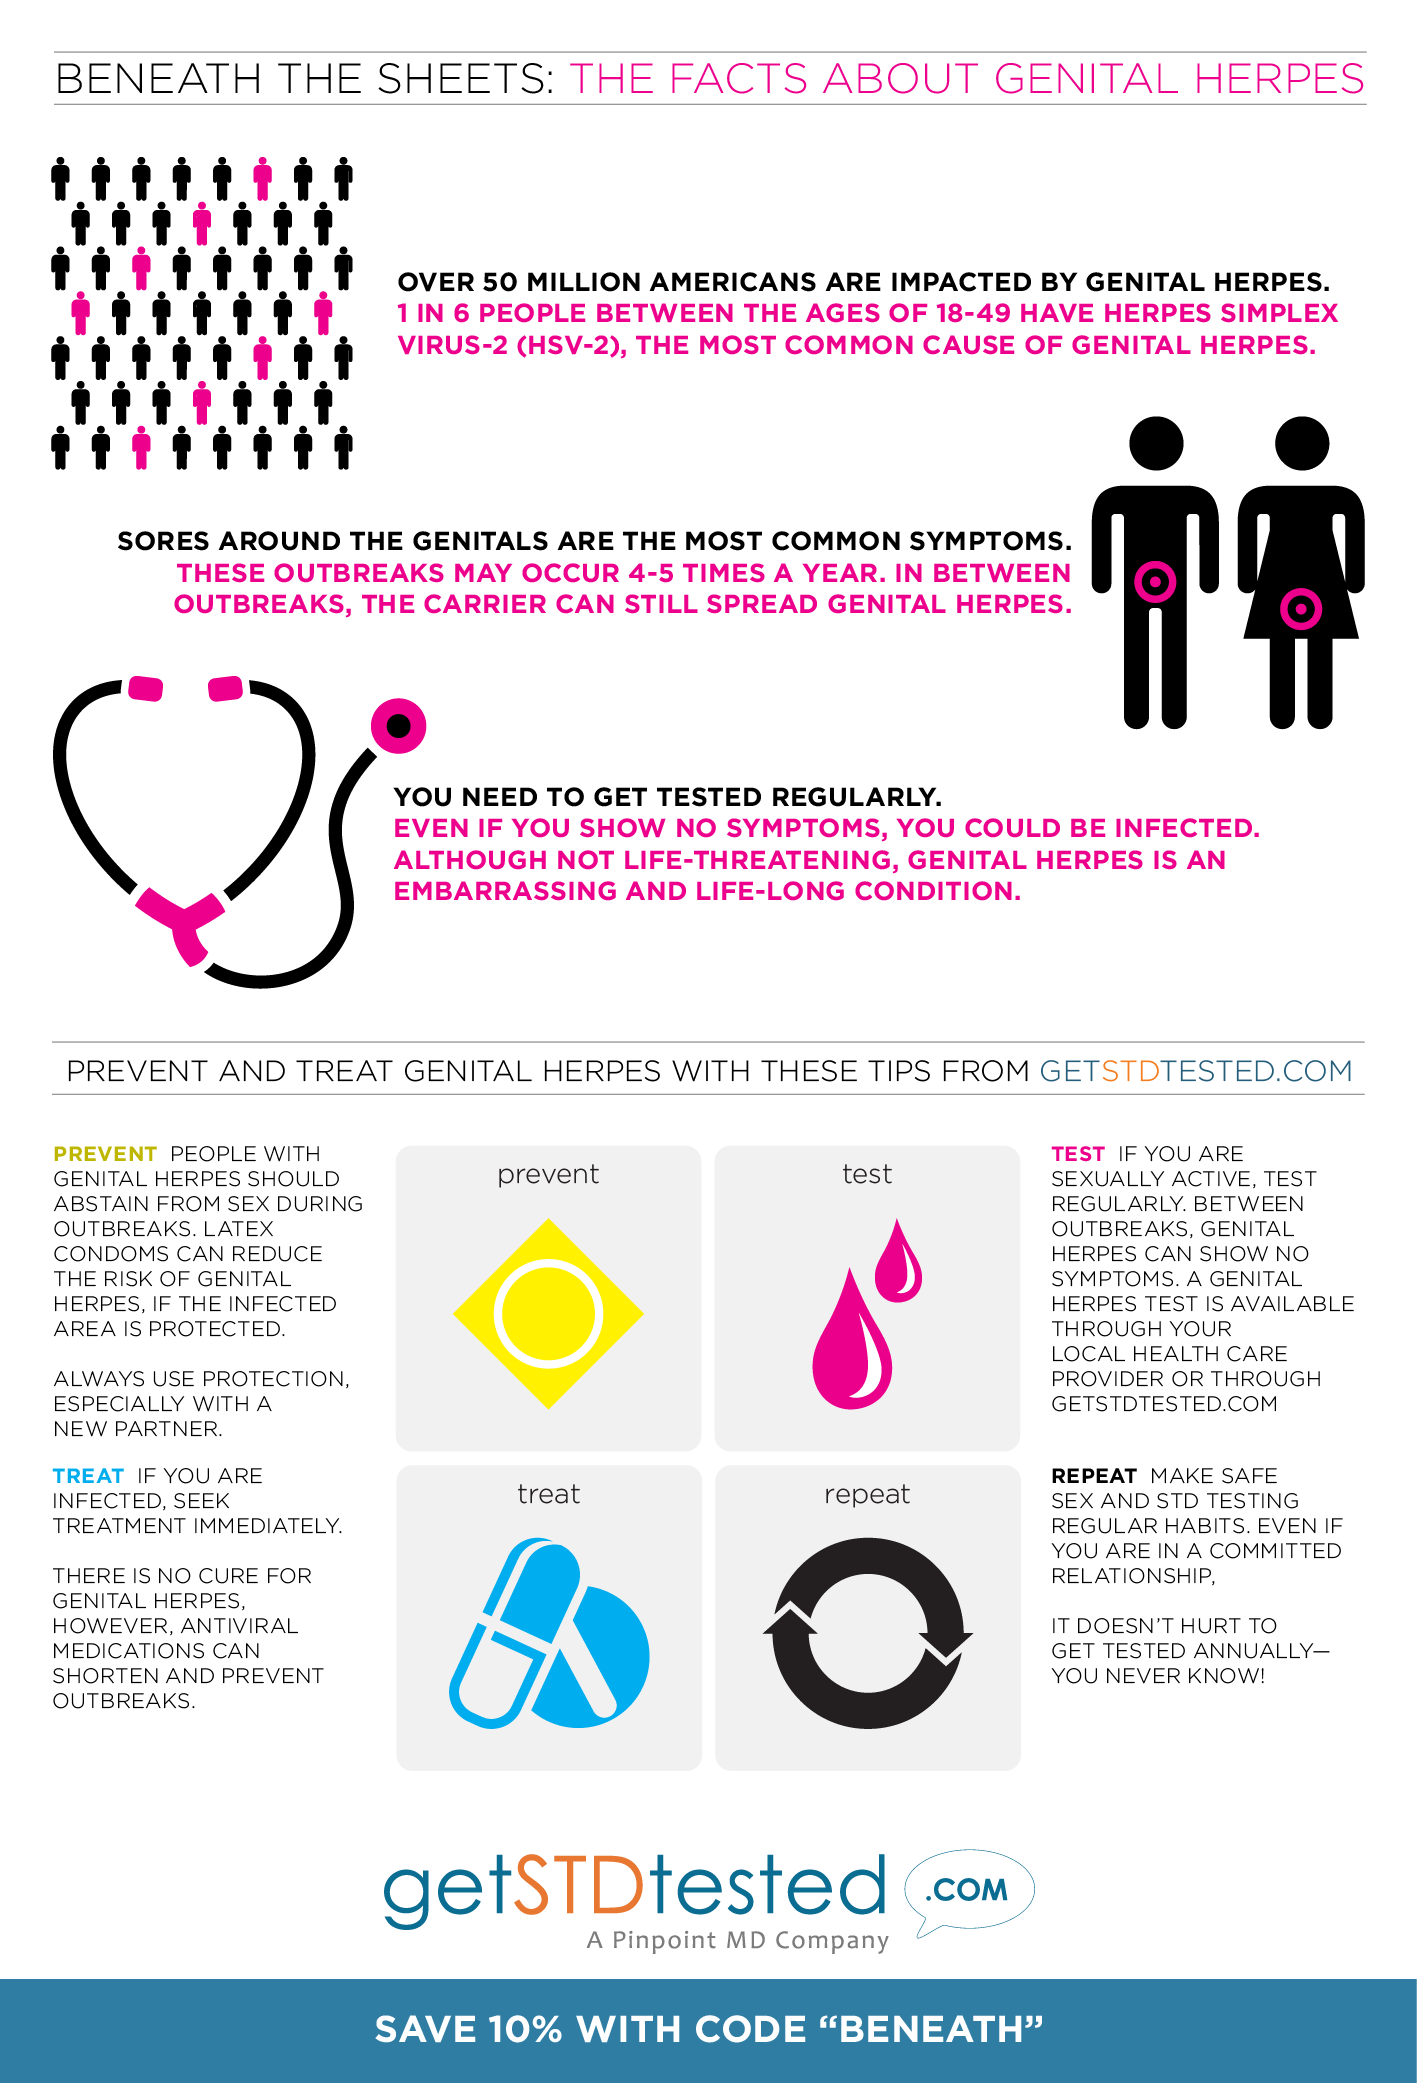 BENEATH THE SHEETS: THE FACTS ABOUT GENITAL HERPES
OVER 50 MILLION AMERICANS ARE IMPACTED BY GENITAL HERPES.
1 IN 6 PEOPLE BETWEEN THE AGES OF 18-49 HAVE HERPES SIMPLEX
VIRUS-2 (HSV-2), THE MOST COMMON CAUSE OF GENITAL HERPES.
SORES AROUND THE GENITALS ARE THE MOST COMMON SYMPTOMS.
THESE OUTBREAKS MAY OCCUR 4-5 TIMES A YEAR. IN BETWEEN
OUTBREAKS, THE CARRIER CAN STILL SPREAD GENITAL HERPES.
YOU NEED TO GET TESTED REGULARLY.
EVEN IF YOU SHOW NO SYMPTOMS, YOU COULD BE INFECTED.
ALTHOUGH NOT LIFE-THREATENING, GENITAL HERPES IS AN
EMBARRASSING AND LIFE-LONG CONDITION.
PREVENT AND TREAT GENITAL HERPES WITH THESE TIPS FROM GETSTDTESTED.COM
PREVENT PEOPLE WITH
GENITAL HERPES SHOULD
ABSTAIN FROM SEX DURING
OUTBREAKS. LATEX
CONDOMS CAN REDUCE
THE RISK OF GENITAL
HERPES, IF THE INFECTED
AREA IS PROTECTED.
ALWAYS USE PROTECTION,
ESPECIALLY WITH A
NEW PARTNER.
prevent
test
TEST IF YOU ARE
SEXUALLY ACTIVE, TEST
REGULARLY. BETWEEN
OUTBREAKS, GENITAL
HERPES CAN SHOW NO
SYMPTOMS. A GENITAL
HERPES TEST IS AVAILABLE
THROUGH YOUR
LOCAL HEALTH CARE
PROVIDER OR THROUGH
GETSTDTESTED.COM
TREAT IF YOU ARE
INFECTED, SEEK
TREATMENT IMMEDIATELY.
THERE IS NO CURE FOR
GENITAL HERPES,
HOWEVER, ANTIVIRAL
MEDICATIONS CAN
SHORTEN AND PREVENT
OUTBREAKS.
treat
repeat
REPEAT MAKE SAFE
SEX AND STD TESTING
REGULAR HABITS. EVEN IF
YOU ARE IN A COMMITTED
RELATIONSHIP,
IT DOESN'T HURT TO
GET TESTED ANNUALLY—
YOU NEVER KNOW!
getSTDtested .COM
A Pinpoint MD Company
SAVE 10% WITH CODE “BENEATH”